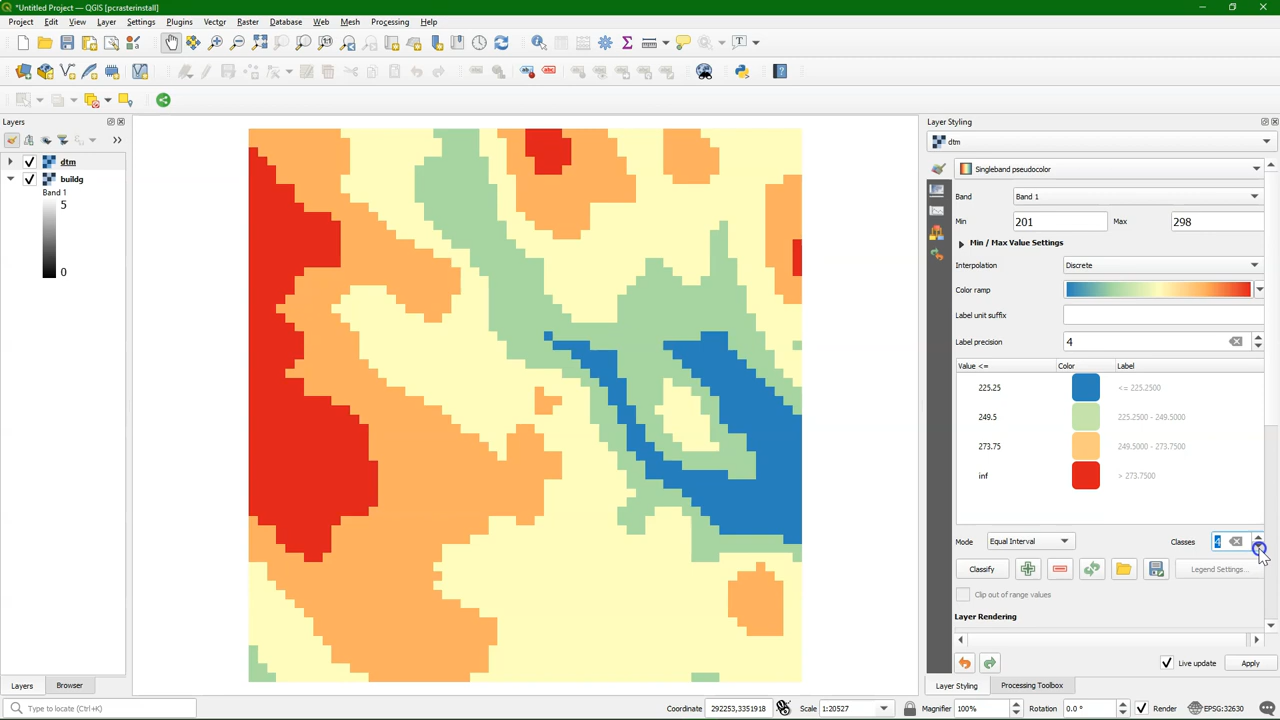 *Untitled Project — QGIS [pcrasterinstall]
Project Edit View Layer Settings Plugins Vector Raster Database Web Mesh Processing Help
Layers
dtm
buildg
Band 1
5
0
Layers Browser
Type to locate (Ctrl+K)
Layer Styling
dtm
Singleband pseudocolor
Band Band 1
Min 201 Max 298
Min / Max Value Settings
Interpolation Discrete
Color ramp
Label unit suffix
Label precision 4
Value <= Color Label
225.25 <= 225.2500
249.5 225.2500 - 249.5000
273.75 249.5000 - 273.7500
inf > 273.7500
Mode Equal Interval Classes 4
Classify Legend Settings...
Clip out of range values
Layer Rendering
Live update Apply
Layer Styling Processing Toolbox
Coordinate 292253,3351918 Scale 1:20527 Magnifier 100% Rotation 0.0 ° Render EPSG:32630